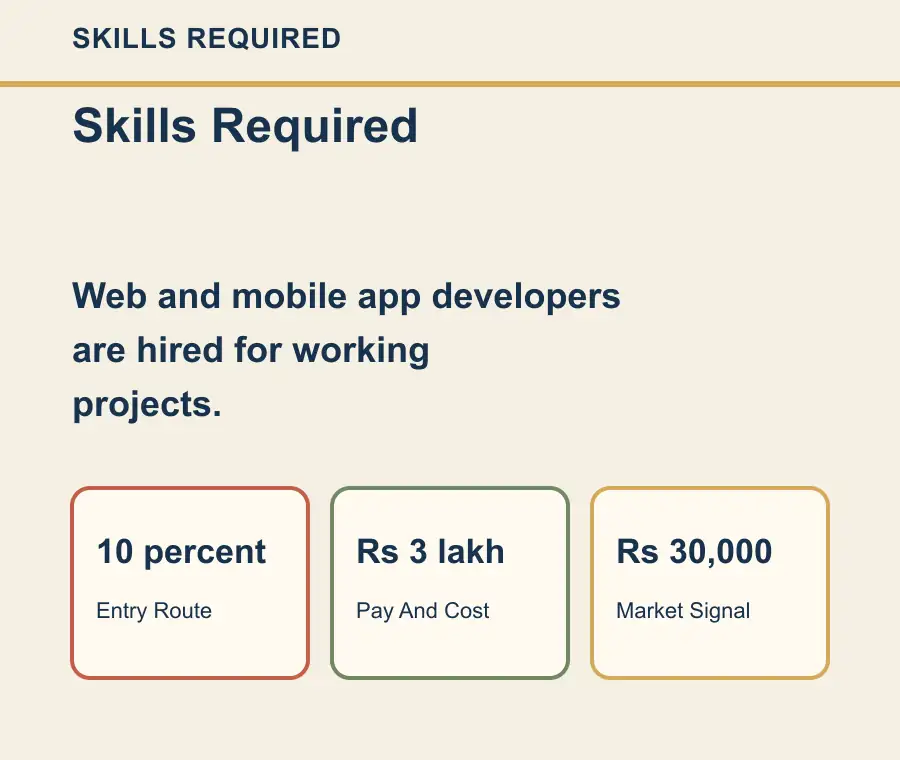 SKILLS REQUIRED
Skills Required
Web and mobile app developers
are hired for working
projects.
10 percent
Entry Route
Rs 3 lakh
Pay And Cost
Rs 30,000
Market Signal